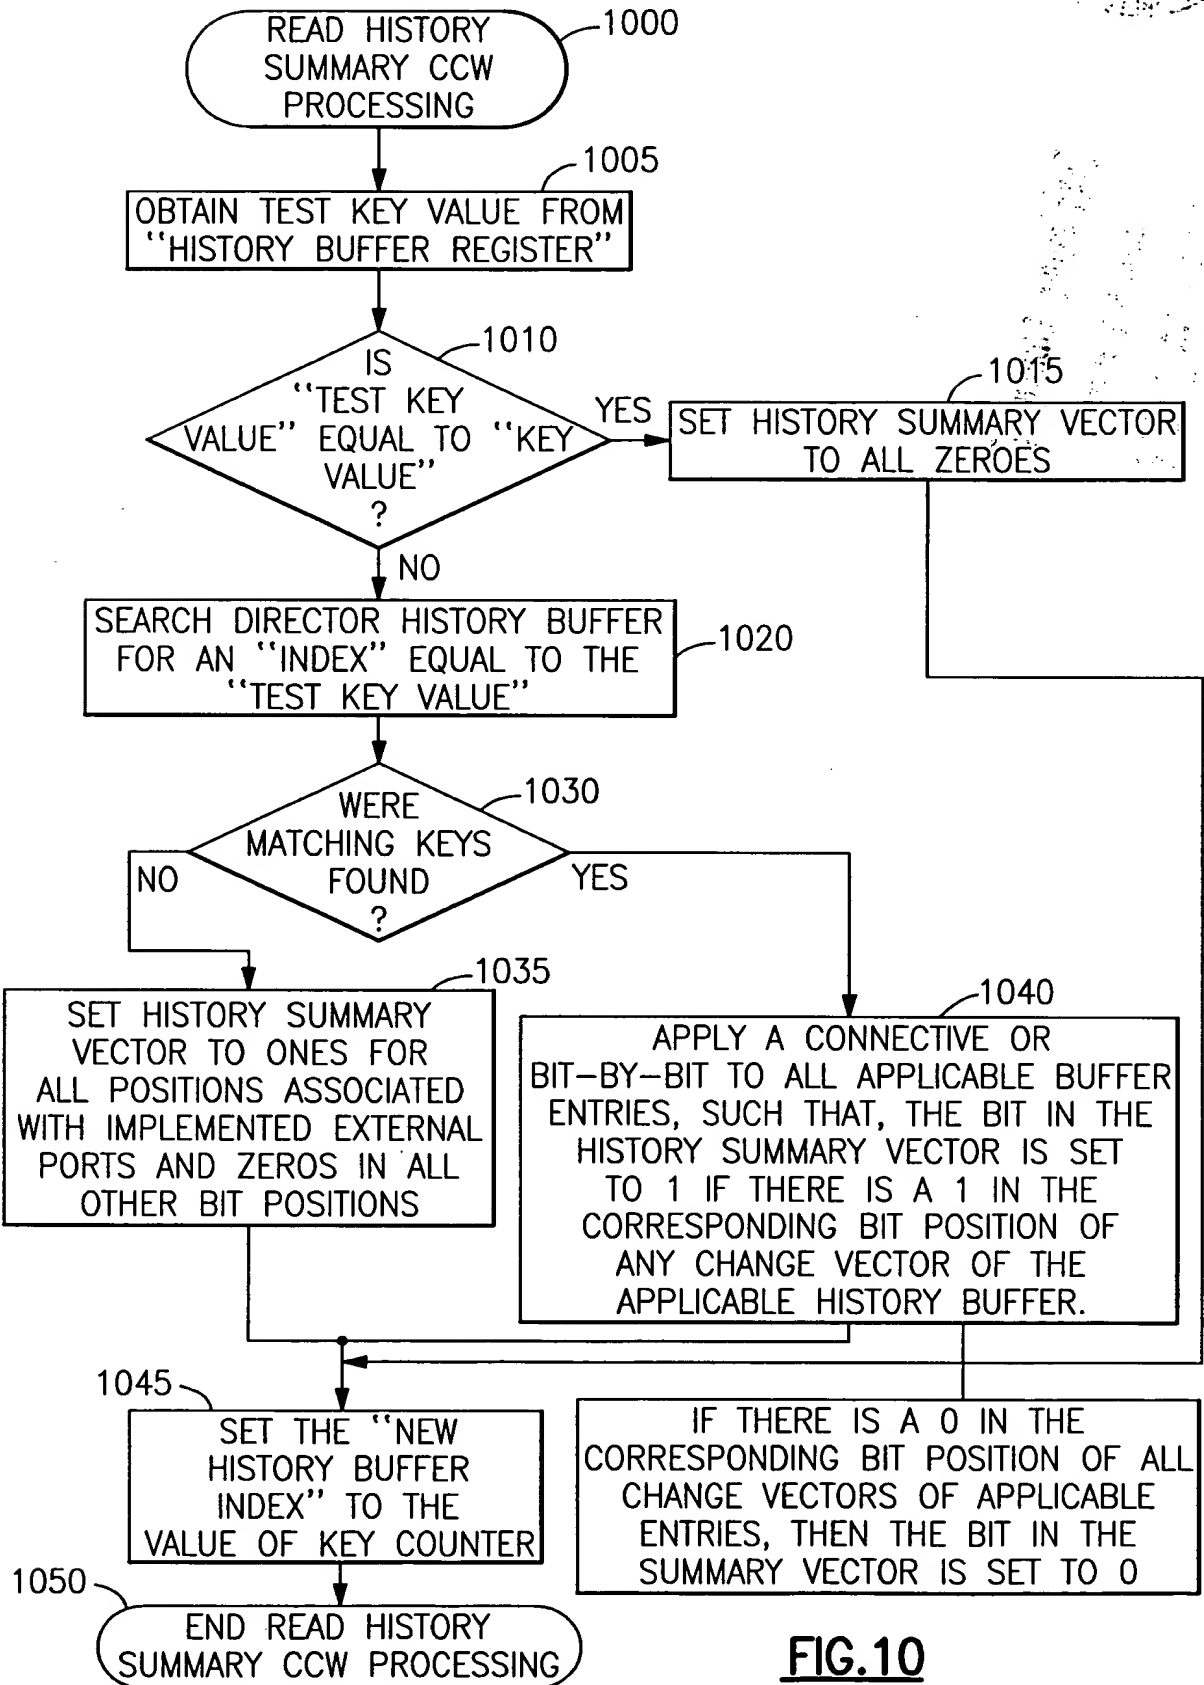 READ HISTORY
SUMMARY CCW
PROCESSING
1000
1005
OBTAIN TEST KEY VALUE FROM
“HISTORY BUFFER REGISTER”
1010
IS
“TEST KEY
VALUE” EQUAL TO “KEY
VALUE”
?
YES
1015
SET HISTORY SUMMARY VECTOR
TO ALL ZEROES
NO
SEARCH DIRECTOR HISTORY BUFFER
FOR AN “INDEX” EQUAL TO THE
“TEST KEY VALUE”
1020
1030
WERE
MATCHING KEYS
FOUND
?
NO
YES
1035
SET HISTORY SUMMARY
VECTOR TO ONES FOR
ALL POSITIONS ASSOCIATED
WITH IMPLEMENTED EXTERNAL
PORTS AND ZEROS IN ALL
OTHER BIT POSITIONS
1040
APPLY A CONNECTIVE OR
BIT-BY-BIT TO ALL APPLICABLE BUFFER
ENTRIES, SUCH THAT, THE BIT IN THE
HISTORY SUMMARY VECTOR IS SET
TO 1 IF THERE IS A 1 IN THE
CORRESPONDING BIT POSITION OF
ANY CHANGE VECTOR OF THE
APPLICABLE HISTORY BUFFER.
1045
SET THE “NEW
HISTORY BUFFER
INDEX” TO THE
VALUE OF KEY COUNTER
IF THERE IS A 0 IN THE
CORRESPONDING BIT POSITION OF ALL
CHANGE VECTORS OF APPLICABLE
ENTRIES, THEN THE BIT IN THE
SUMMARY VECTOR IS SET TO 0
1050
END READ HISTORY
SUMMARY CCW PROCESSING
FIG.10